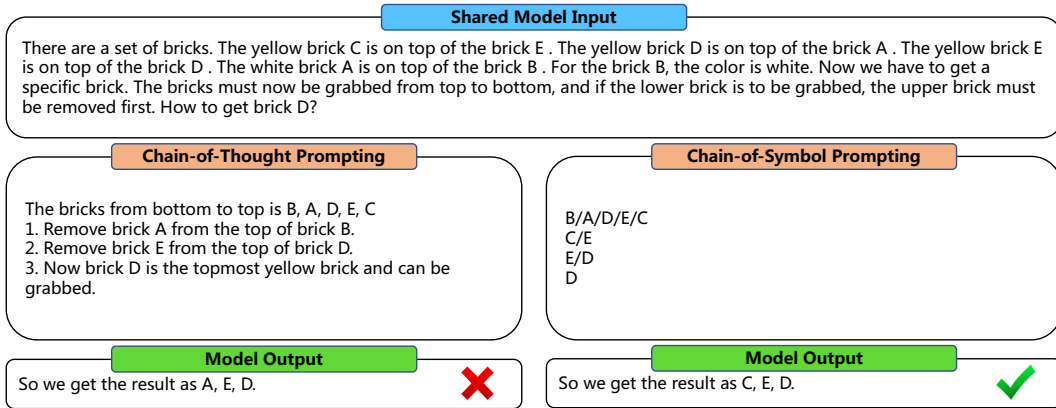 Shared Model Input
There are a set of bricks. The yellow brick C is on top of the brick E . The yellow brick D is on top of the brick A . The yellow brick E
is on top of the brick D . The white brick A is on top of the brick B . For the brick B, the color is white. Now we have to get a
specific brick. The bricks must now be grabbed from top to bottom, and if the lower brick is to be grabbed, the upper brick must
be removed first. How to get brick D?
Chain-of-Thought Prompting
The bricks from bottom to top is B, A, D, E, C
1. Remove brick A from the top of brick B.
2. Remove brick E from the top of brick D.
3. Now brick D is the topmost yellow brick and can be
grabbed.
Model Output
So we get the result as A, E, D.
Chain-of-Symbol Prompting
B/A/D/E/C
C/E
E/D
D
Model Output
So we get the result as C, E, D.